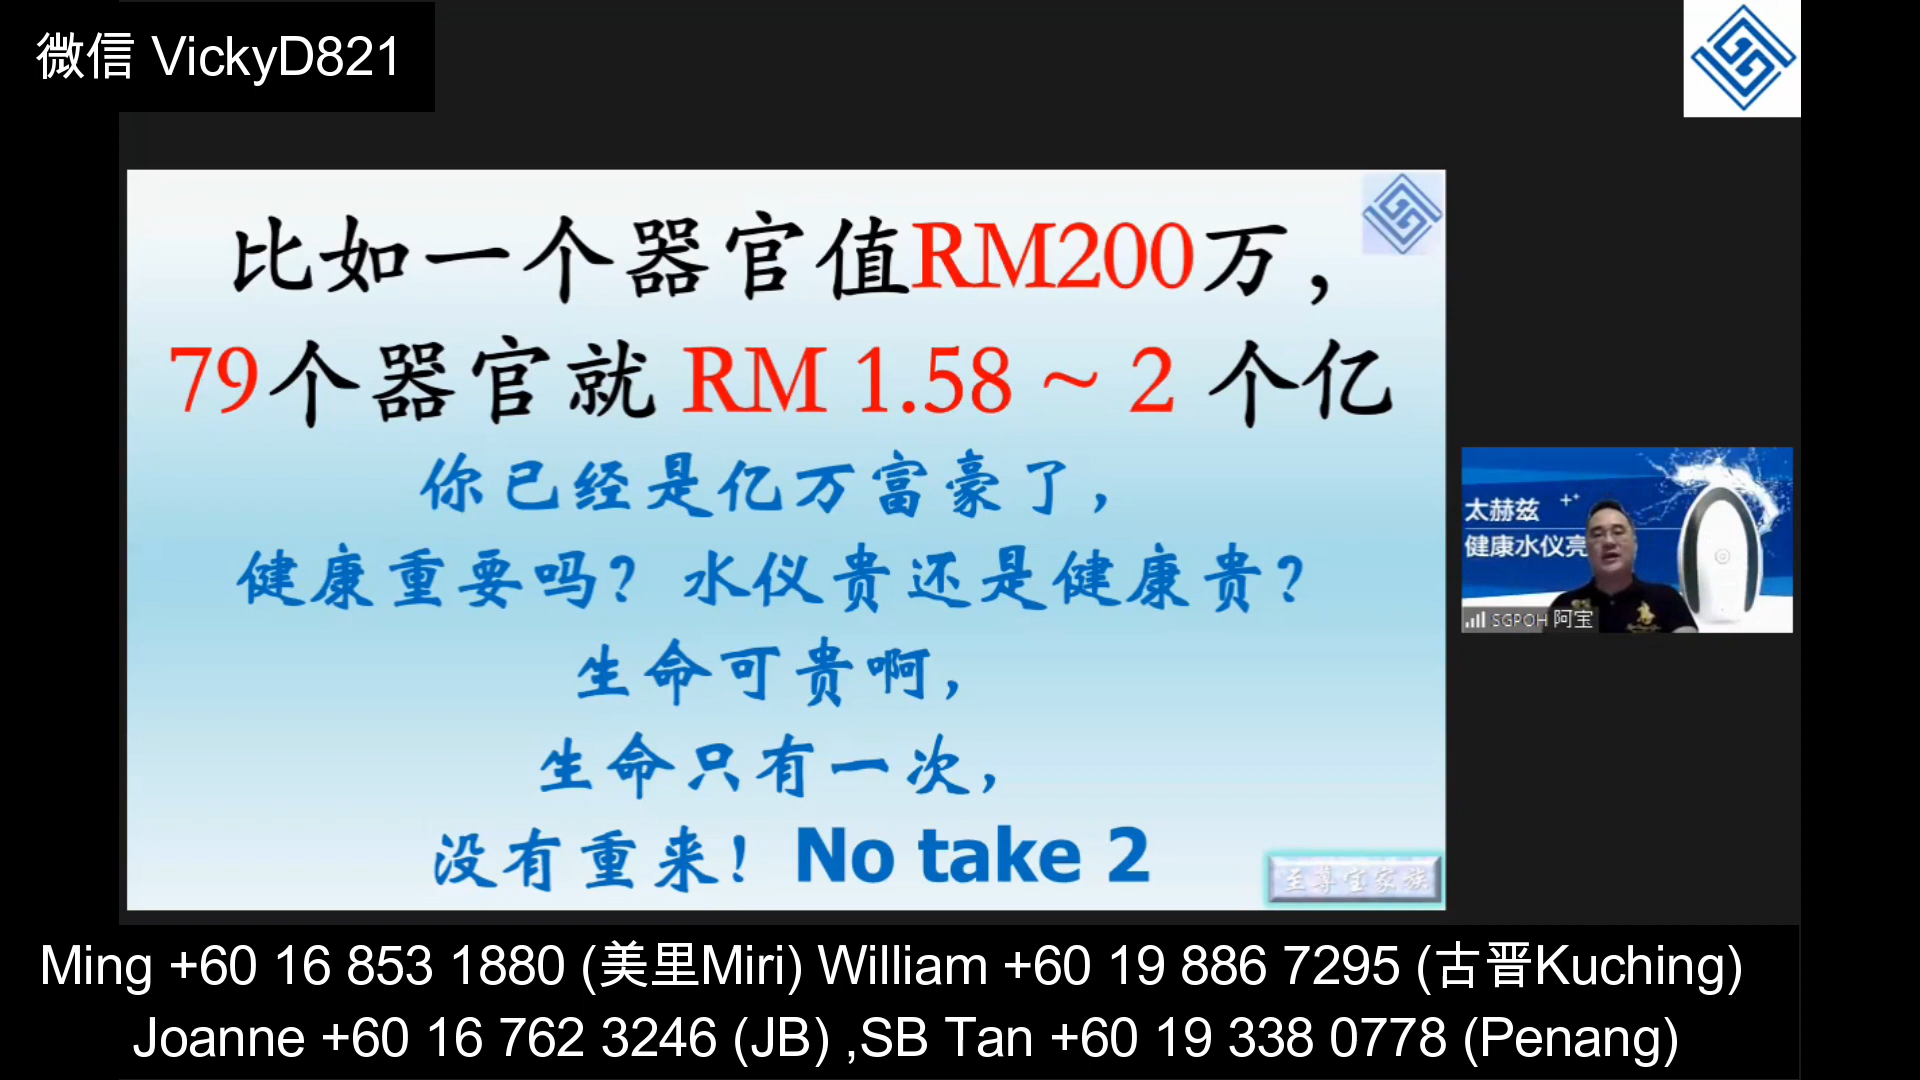 微信 VickyD821
比如一个器官值RM200万，
79个器官就 RM 1.58 ~ 2 个亿
你已经是亿万富豪了，
健康重要吗？水仪贵还是健康贵？
生命可贵啊，
生命只有一次，
没有重来！No take 2
至尊宝家族
太赫兹
健康水仪亮
SGPOH 阿宝
Ming +60 16 853 1880 (美里Miri) William +60 19 886 7295 (古晋Kuching)
Joanne +60 16 762 3246 (JB) ,SB Tan +60 19 338 0778 (Penang)